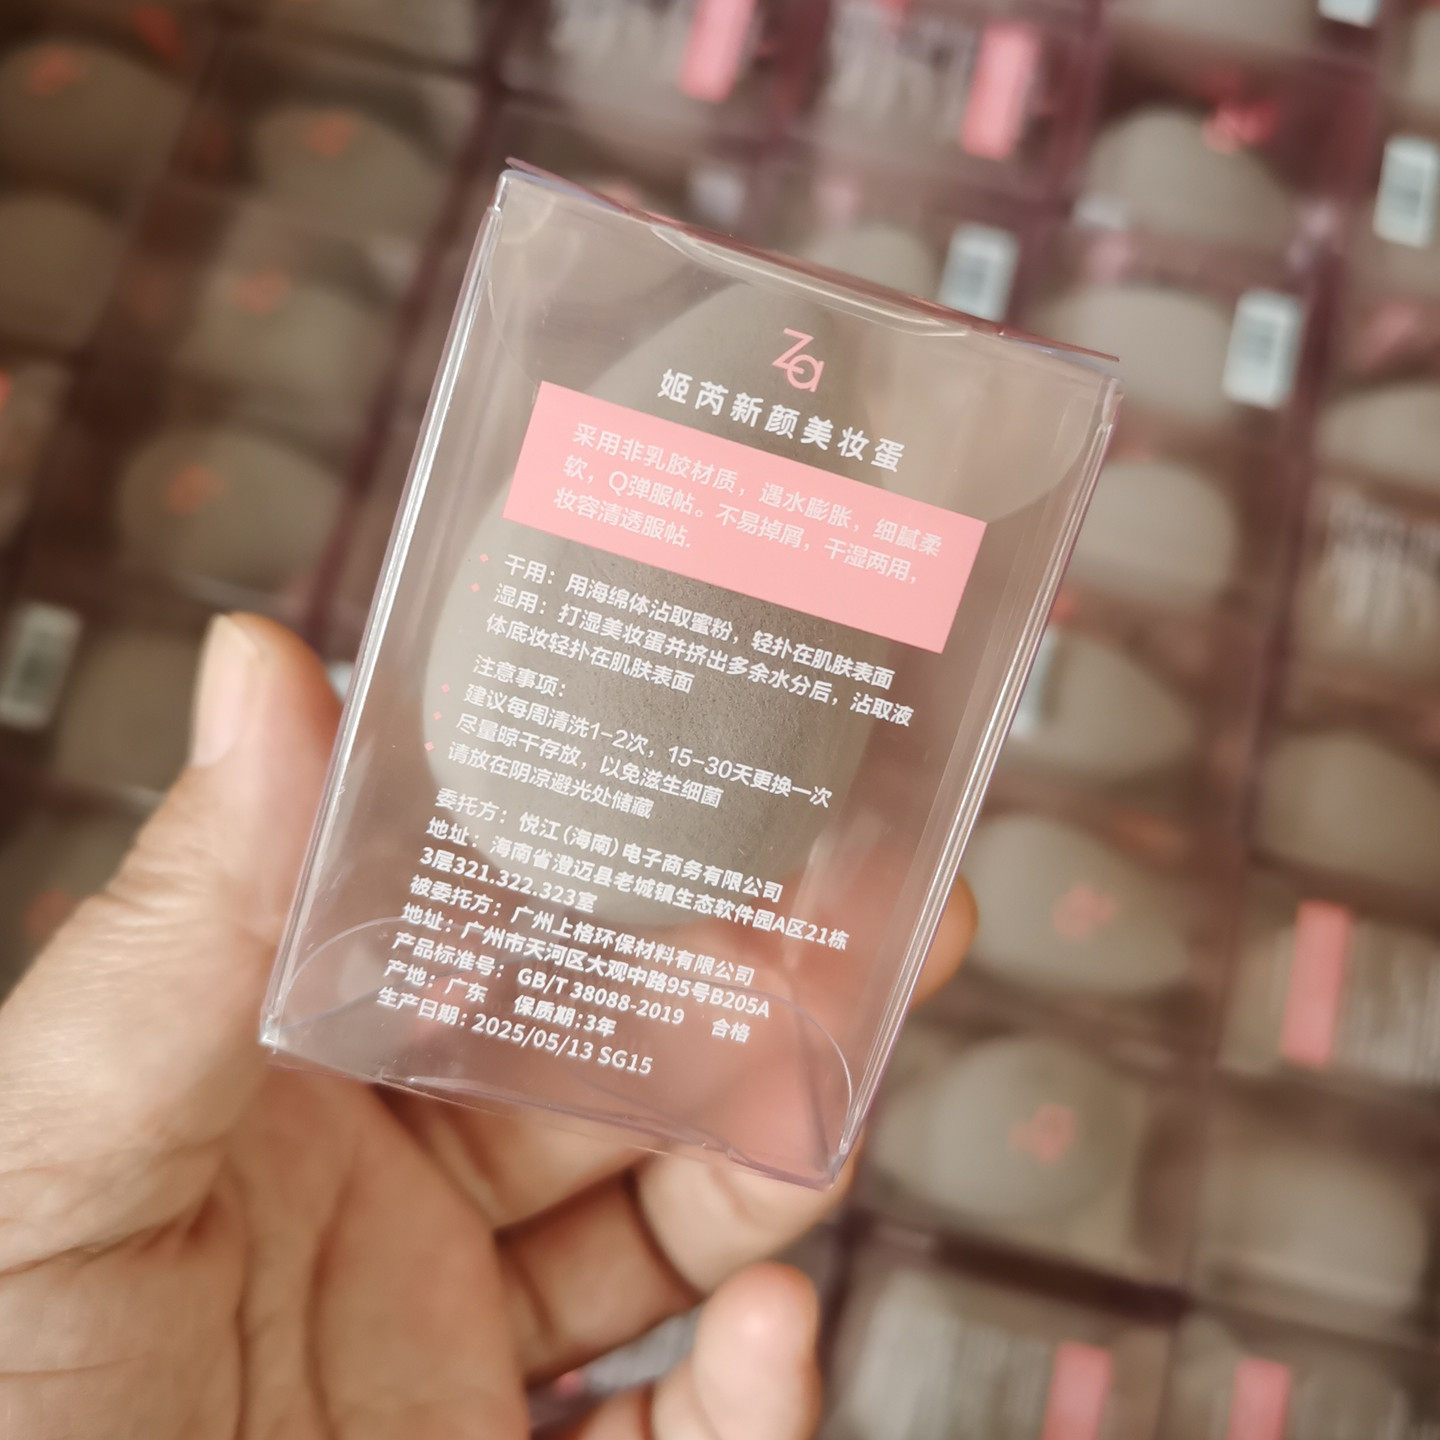 Za
姬芮新颜美妆蛋
采用非乳胶材质，遇水膨胀，细腻柔
软，Q弹服帖。不易掉屑，干湿两用，
妆容清透服帖.
干用：用海绵体沾取蜜粉，轻扑在肌肤表面
湿用：打湿美妆蛋并挤出多余水分后，沾取液
体底妆轻扑在肌肤表面
注意事项：
建议每周清洗1-2次，15-30天更换一次
尽量晾干存放，以免滋生细菌
请放在阴凉避光处储藏
委托方：悦江(海南)电子商务有限公司
地址：海南省澄迈县老城镇生态软件园A区21栋
3层321.322.323室
被委托方：广州上格环保材料有限公司
地址：广州市天河区大观中路95号B205A
产品标准号：GB/T 38088-2019 合格
产地：广东 保质期:3年
生产日期: 2025/05/13 SG15